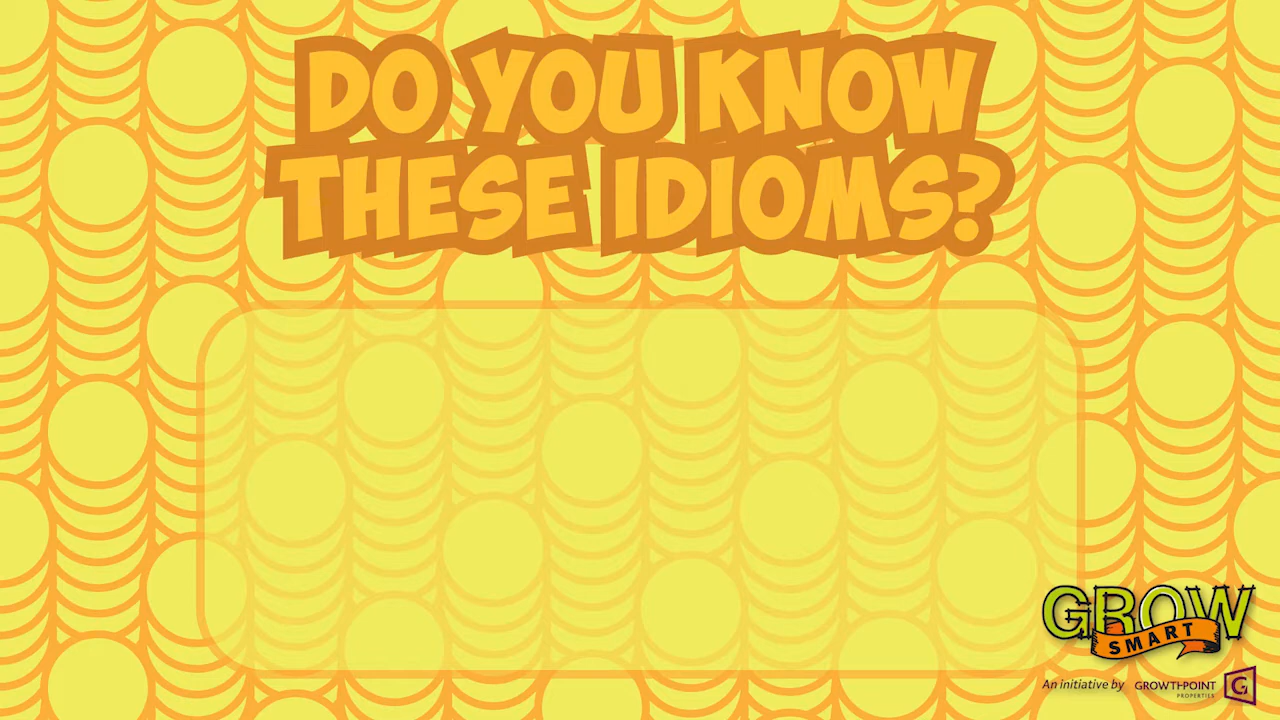 DO YOU KNOW
THESE IDIOMS?
GROW
SMART
An initiative by GROWTHPOINT
PROPERTIES
G